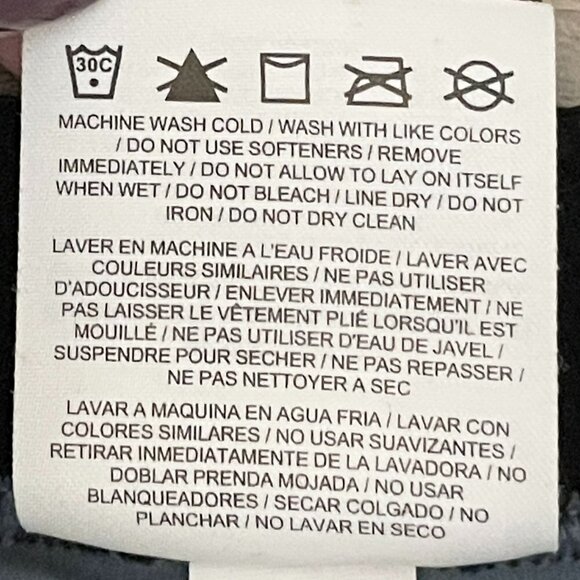 30C
MACHINE WASH COLD / WASH WITH LIKE COLORS
/ DO NOT USE SOFTENERS / REMOVE
IMMEDIATELY / DO NOT ALLOW TO LAY ON ITSELF
WHEN WET / DO NOT BLEACH / LINE DRY / DO NOT
IRON / DO NOT DRY CLEAN
LAVER EN MACHINE A L'EAU FROIDE / LAVER AVEC
COULEURS SIMILAIRES / NE PAS UTILISER
D'ADOUCISSEUR / ENLEVER IMMEDIATEMENT / NE
PAS LAISSER LE VÊTEMENT PLIÉ LORSQU'IL EST
MOUILLÉ / NE PAS UTILISER D'EAU DE JAVEL /
SUSPENDRE POUR SECHER / NE PAS REPASSER /
NE PAS NETTOYER A SEC
LAVAR A MAQUINA EN AGUA FRIA / LAVAR CON
COLORES SIMILARES / NO USAR SUAVIZANTES /
RETIRAR INMEDIATAMENTE DE LA LAVADORA / NO
DOBLAR PRENDA MOJADA / NO USAR
BLANQUEADORES / SECAR COLGADO / NO
PLANCHAR / NO LAVAR EN SECO